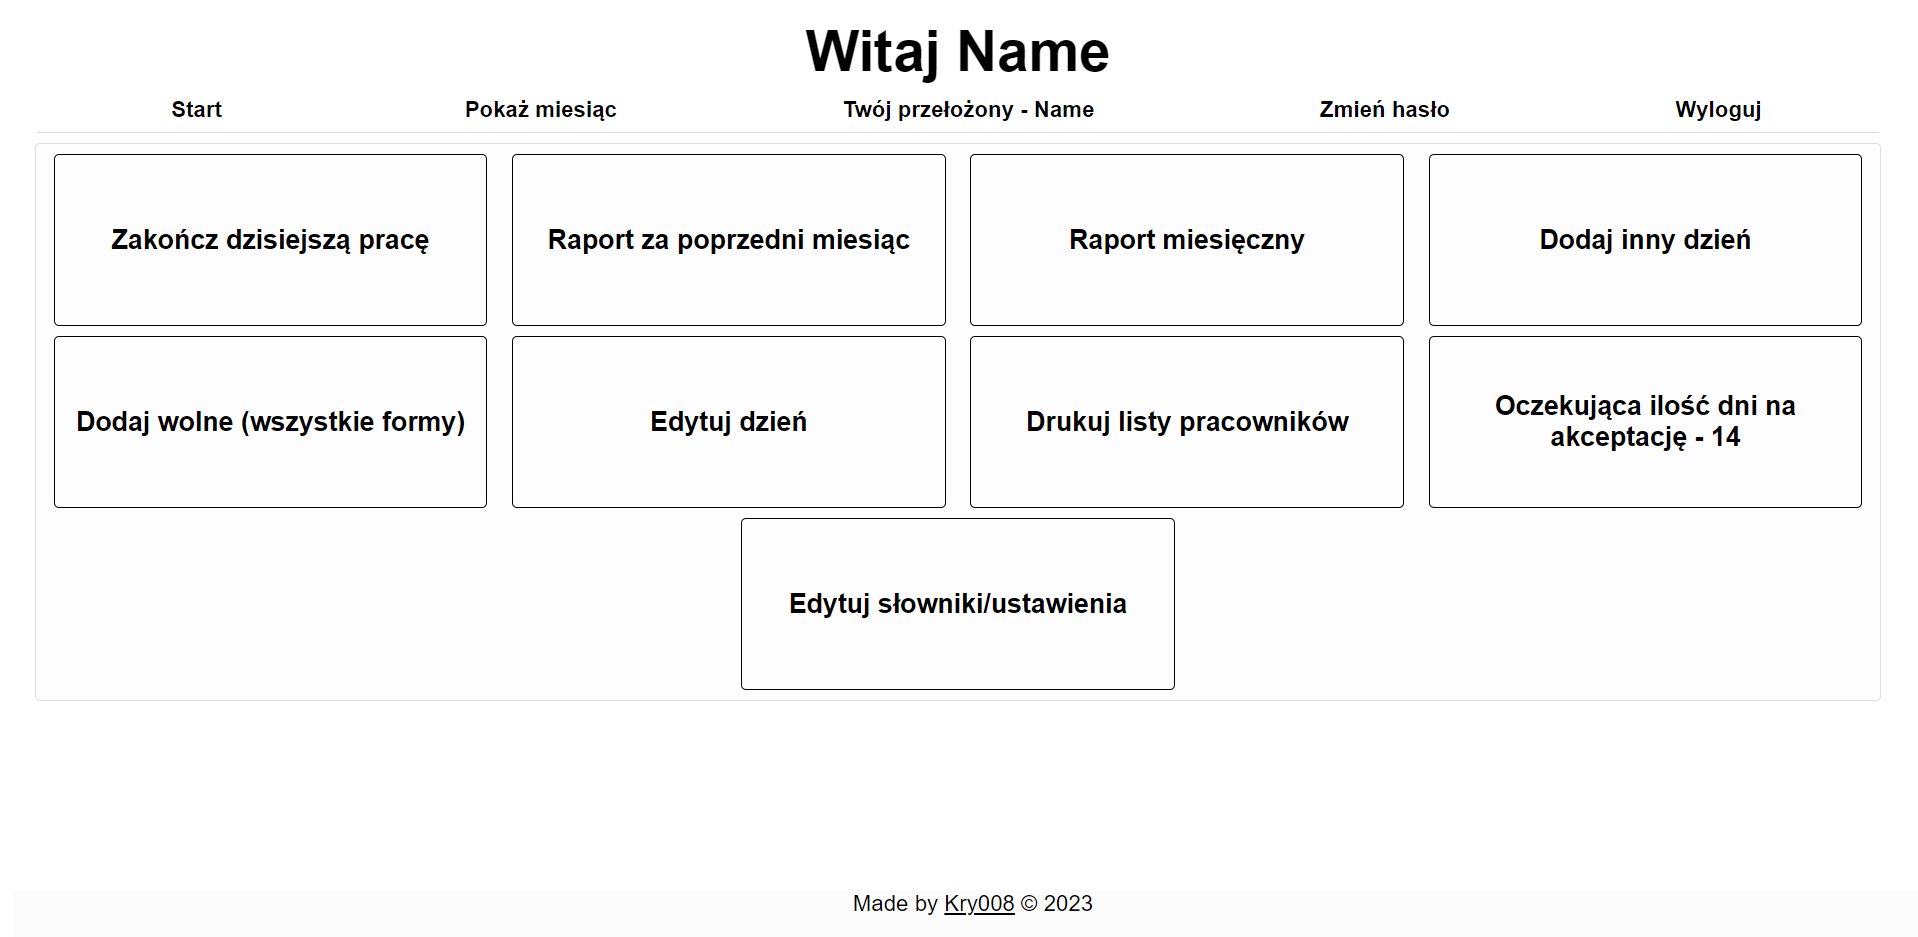 Witaj Name
Start
Pokaż miesiąc
Twój przełożony - Name
Zmień hasło
Wyloguj
Zakończ dzisiejszą pracę
Raport za poprzedni miesiąc
Raport miesięczny
Dodaj inny dzień
Dodaj wolne (wszystkie formy)
Edytuj dzień
Drukuj listy pracowników
Oczekująca ilość dni na
akceptację - 14
Edytuj słowniki/ustawienia
Made by Kry008 © 2023